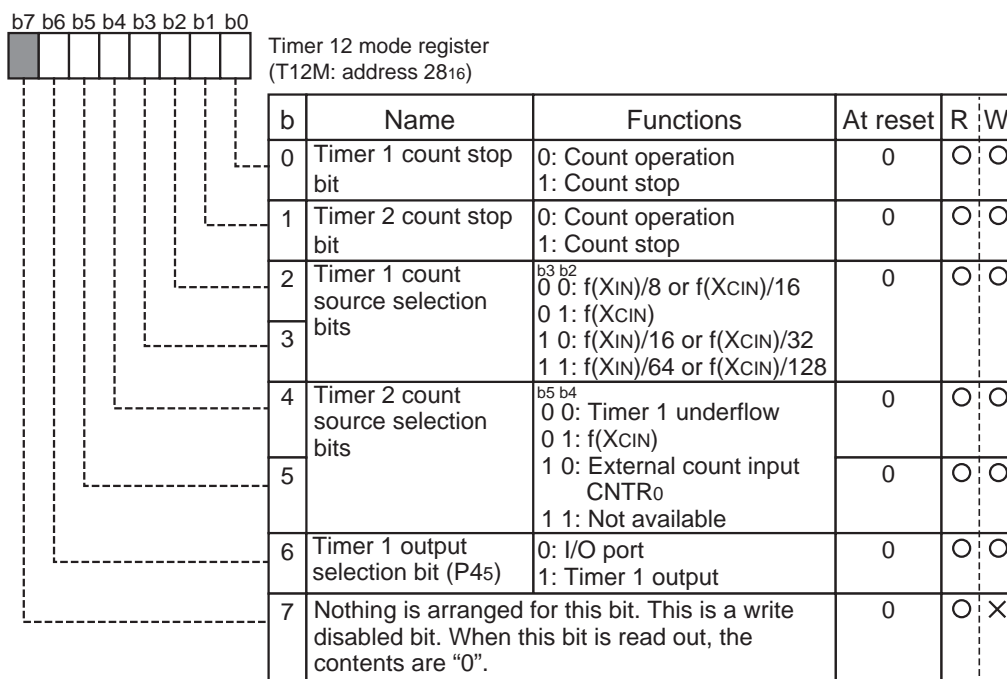 b7 b6 b5 b4 b3 b2 b1 b0
Timer 12 mode register
(T12M: address 2816)
b Name Functions At reset R W
0 Timer 1 count stop bit 0: Count operation 0 O O
1: Count stop
1 Timer 2 count stop bit 0: Count operation 0 O O
1: Count stop
2 Timer 1 count source selection bits b3 b2 0 O O
0 0: f(XIN)/8 or f(XCIN)/16
0 1: f(XCIN)
3 1 0: f(XIN)/16 or f(XCIN)/32
1 1: f(XIN)/64 or f(XCIN)/128
4 Timer 2 count source selection bits b5 b4 0 O O
0 0: Timer 1 underflow
0 1: f(XCIN)
5 1 0: External count input 0 O O
CNTR0
1 1: Not available
6 Timer 1 output selection bit (P45) 0: I/O port 0 O O
1: Timer 1 output
7 Nothing is arranged for this bit. This is a write 0 O ×
disabled bit. When this bit is read out, the
contents are “0”.